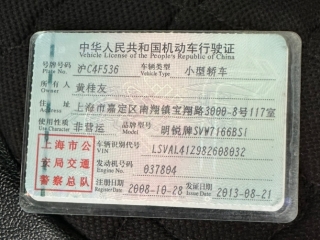 中华人民共和国机动车行驶证
Vehicle License of the People's Republic of China
号牌号码 沪C4F536 车辆类型 小型轿车
Plate No. Vehicle Type
所有人 黄桂友
Owner
住址 上海市嘉定区南翔镇宝翔路3000-8号117室
Address
使用性质 非营运 品牌型号 明锐牌SVW7166BSI
Use Character Model
上海市公
安局交通
警察总队
车辆识别代号 LSVAL41Z982608032
VIN
发动机号码 037804
Engine No.
注册日期 2008-10-28 发证日期 2013-08-21
Register Date Issue Date